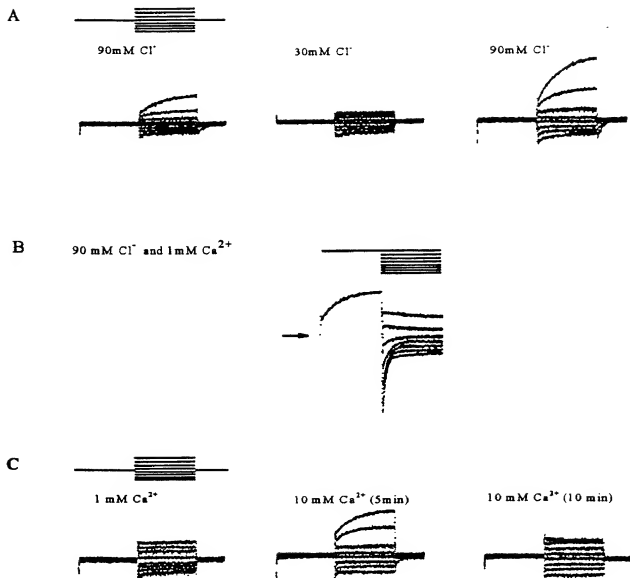 A
90mM Cl⁻
30mM Cl⁻
90mM Cl⁻
B
90 mM Cl⁻ and 1mM Ca²⁺
C
1 mM Ca²⁺
10 mM Ca²⁺ (5min)
10 mM Ca²⁺ (10 min)